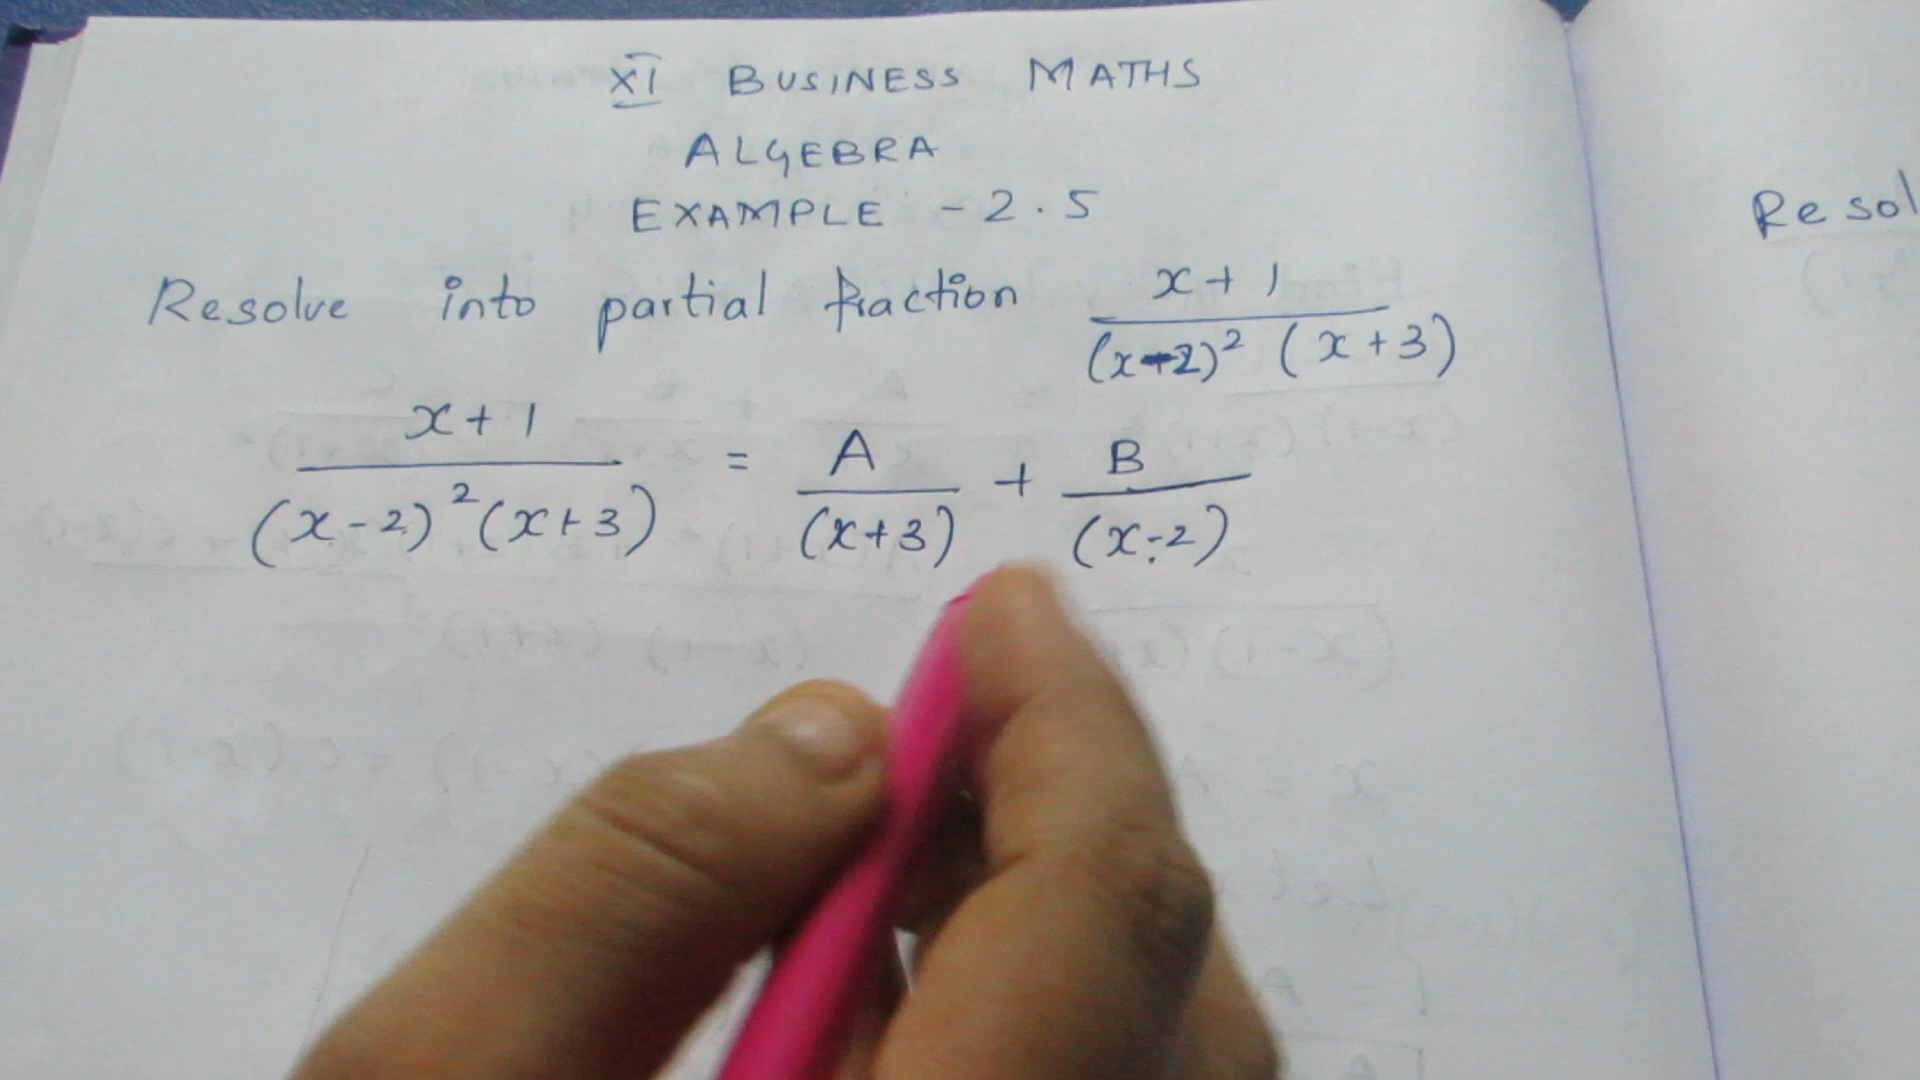 XI BUSINESS MATHS
ALGEBRA
EXAMPLE - 2.5
Resolve into partial fraction (x+1)/((x-2)² (x+3))
(x+1)/((x-2)²(x+3)) = A/(x+3) + B/(x-2)
Resol